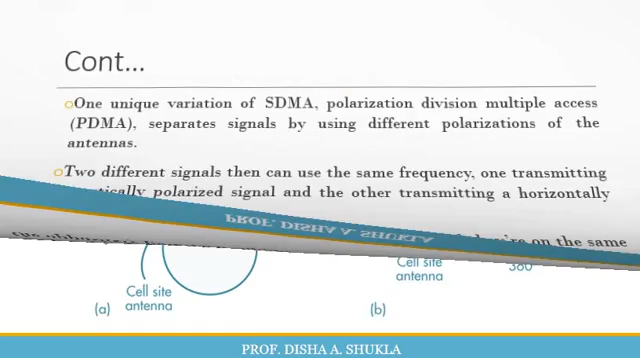 Cont...
One unique variation of SDMA, polarization division multiple access
(PDMA), separates signals by using different polarizations of the
antennas.
Two different signals then can use the same frequency, one transmitting
polarized signal and the other transmitting a horizontally
PROF. DISHA A. SHUKLA
on the same
Cell site
antenna
(a)
Cell site
antenna
360
(b)
PROF. DISHA A. SHUKLA